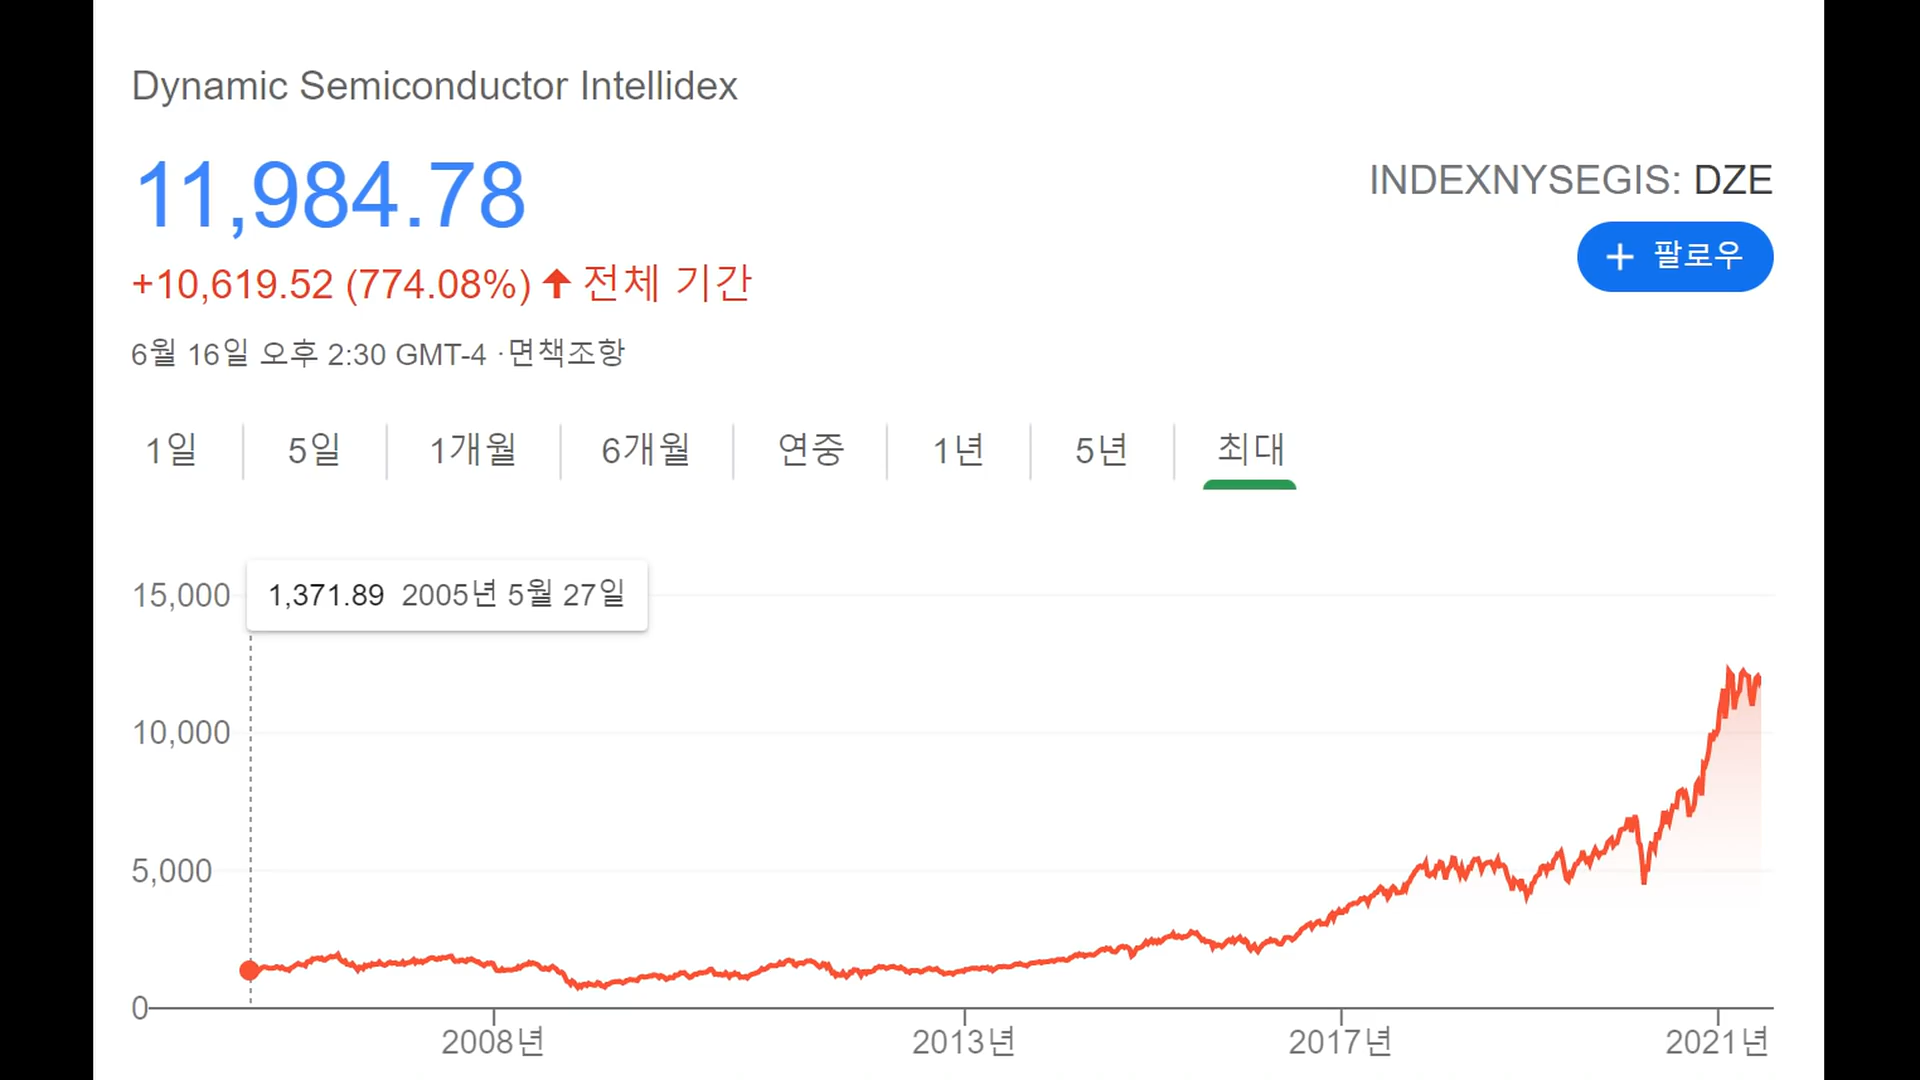 Dynamic Semiconductor Intellidex
11,984.78
INDEXNYSEGIS: DZE
+ 팔로우
+10,619.52 (774.08%) ↑ 전체 기간
6월 16일 오후 2:30 GMT-4 ·면책조항
1일 5일 1개월 6개월 연중 1년 5년 최대
1,371.89 2005년 5월 27일
15,000
10,000
5,000
0
2008년 2013년 2017년 2021년